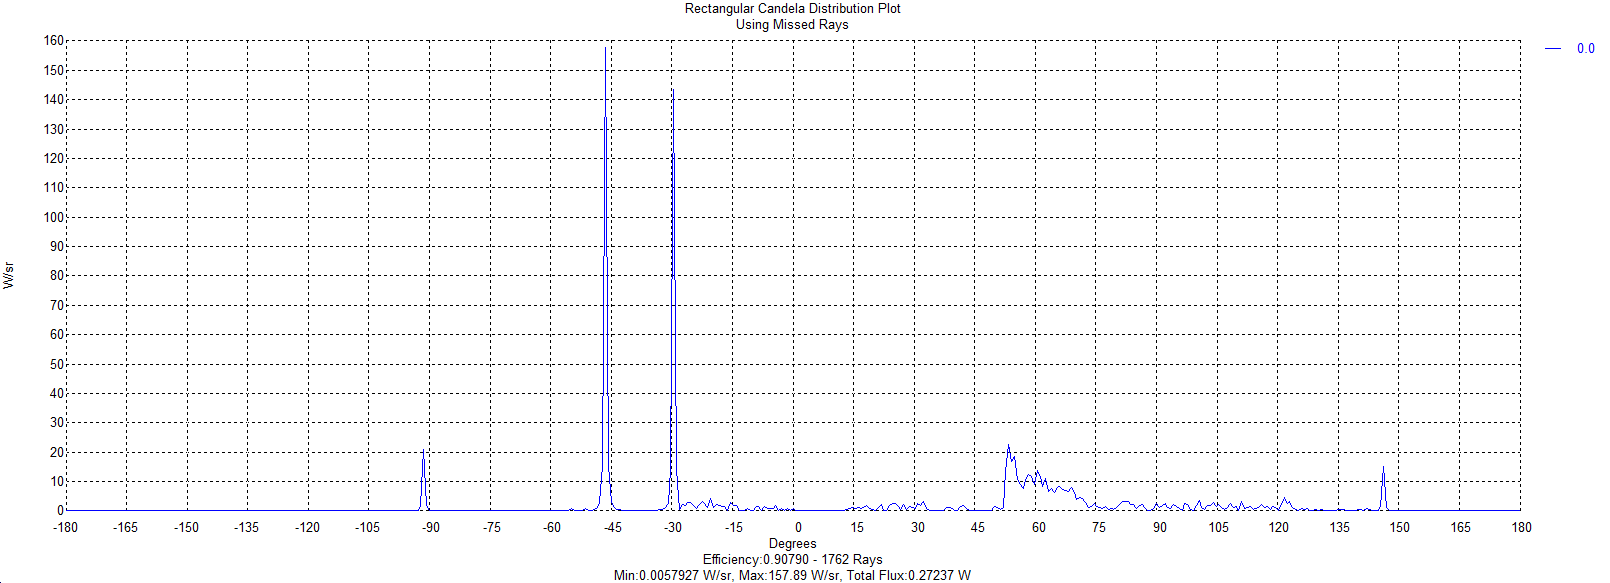 Rectangular Candela Distribution Plot
Using Missed Rays
0.0
W/sr
160
150
140
130
120
110
100
90
80
70
60
50
40
30
20
10
0
-180 -165 -150 -135 -120 -105 -90 -75 -60 -45 -30 -15 0 15 30 45 60 75 90 105 120 135 150 165 180
Degrees
Efficiency:0.90790 - 1762 Rays
Min:0.0057927 W/sr, Max:157.89 W/sr, Total Flux:0.27237 W